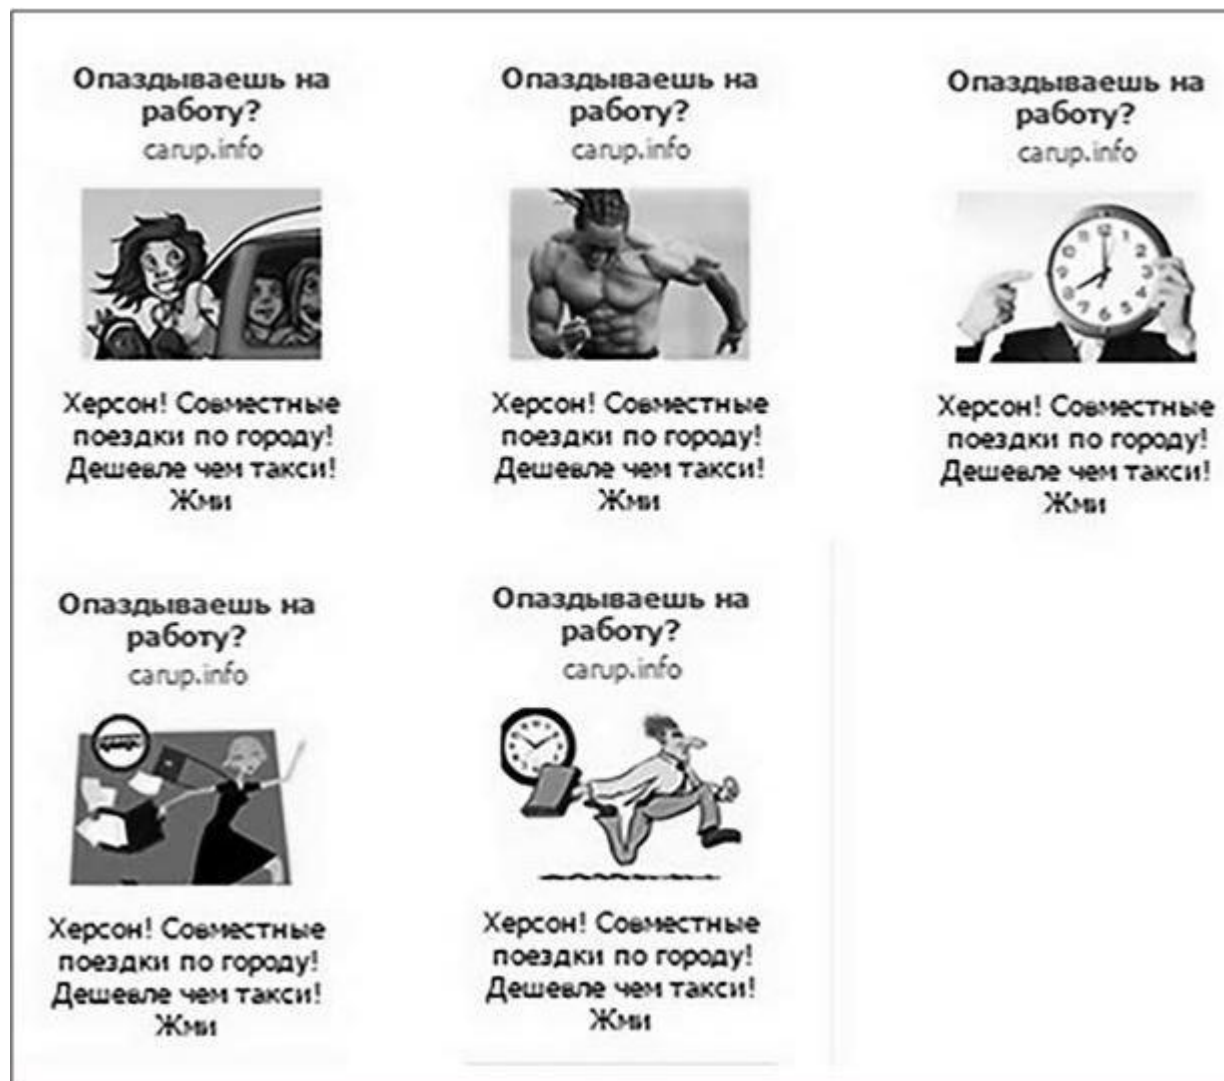 Опаздываешь на
работу?
carup.info
Херсон! Совместные
поездки по городу!
Дешевле чем такси!
Жми
Опаздываешь на
работу?
carup.info
Херсон! Совместные
поездки по городу!
Дешевле чем такси!
Жми
Опаздываешь на
работу?
carup.info
Херсон! Совместные
поездки по городу!
Дешевле чем такси!
Жми
Опаздываешь на
работу?
carup.info
Херсон! Совместные
поездки по городу!
Дешевле чем такси!
Жми
Опаздываешь на
работу?
carup.info
Херсон! Совместные
поездки по городу!
Дешевле чем такси!
Жми